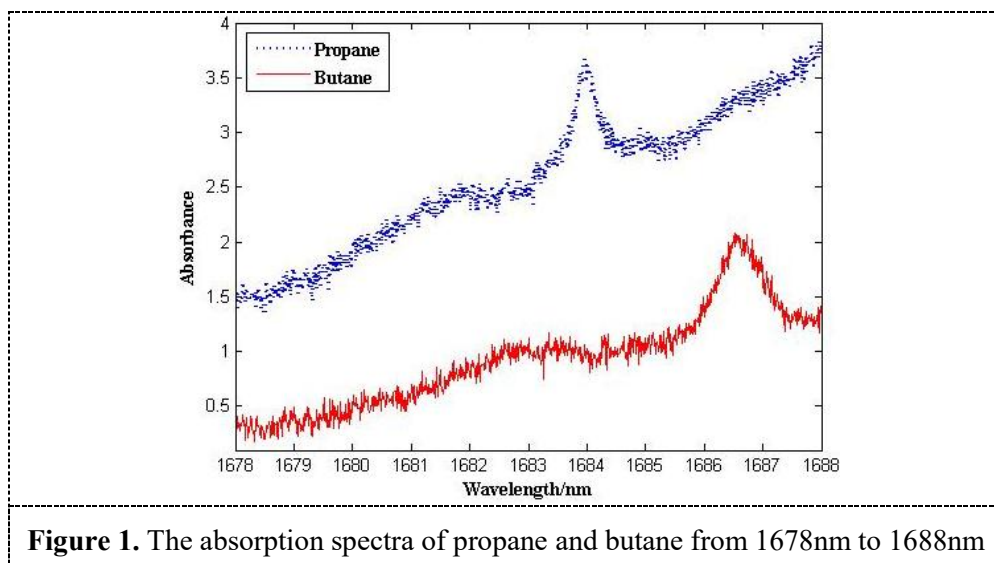 4
3.5
3
2.5
2
1.5
1
0.5
Absorbance
Propane
Butane
1678 1679 1680 1681 1682 1683 1684 1685 1686 1687 1688
Wavelength/nm
Figure 1. The absorption spectra of propane and butane from 1678nm to 1688nm